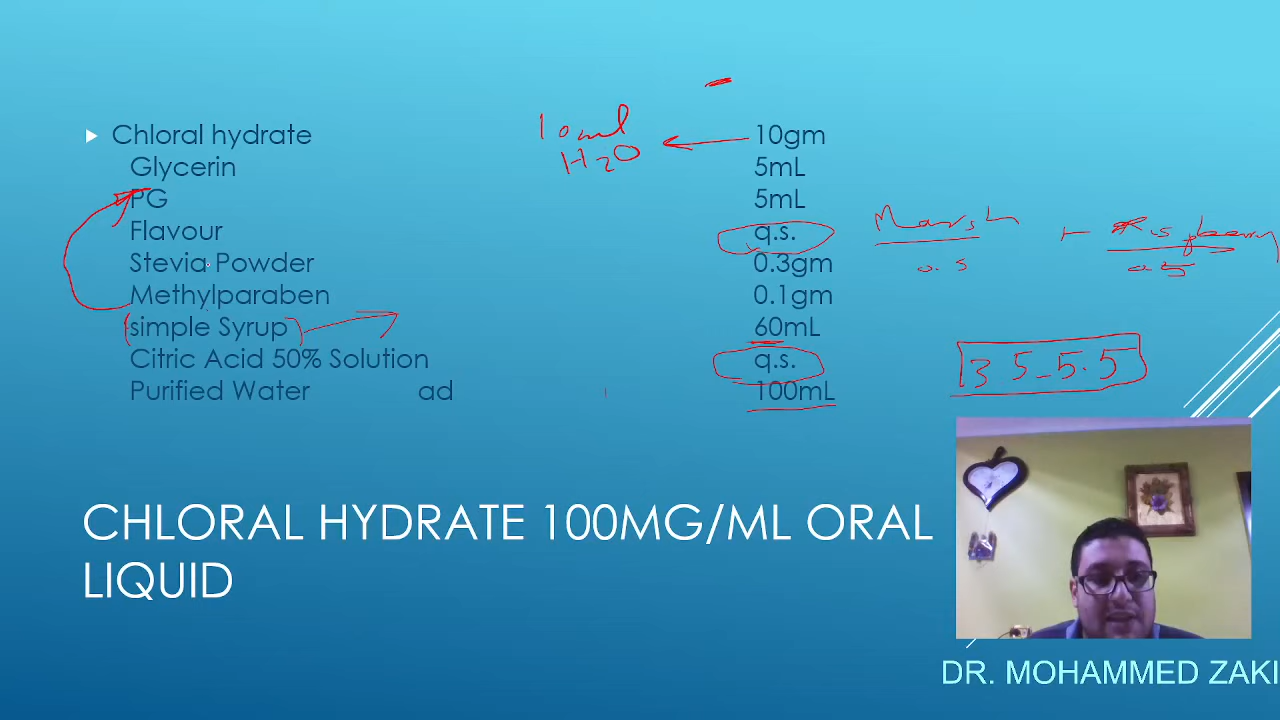 10ml
H2O
Chloral hydrate 10gm
Glycerin 5mL
PG 5mL
Flavour q.s. Marsh +
0.5
Stevia Powder 0.3gm
Methylparaben 0.1gm
(simple Syrup) 60mL
Citric Acid 50% Solution q.s. 3.5-5.5
Purified Water ad 100mL
CHLORAL HYDRATE 100MG/ML ORAL
LIQUID
DR. MOHAMMED ZAKI